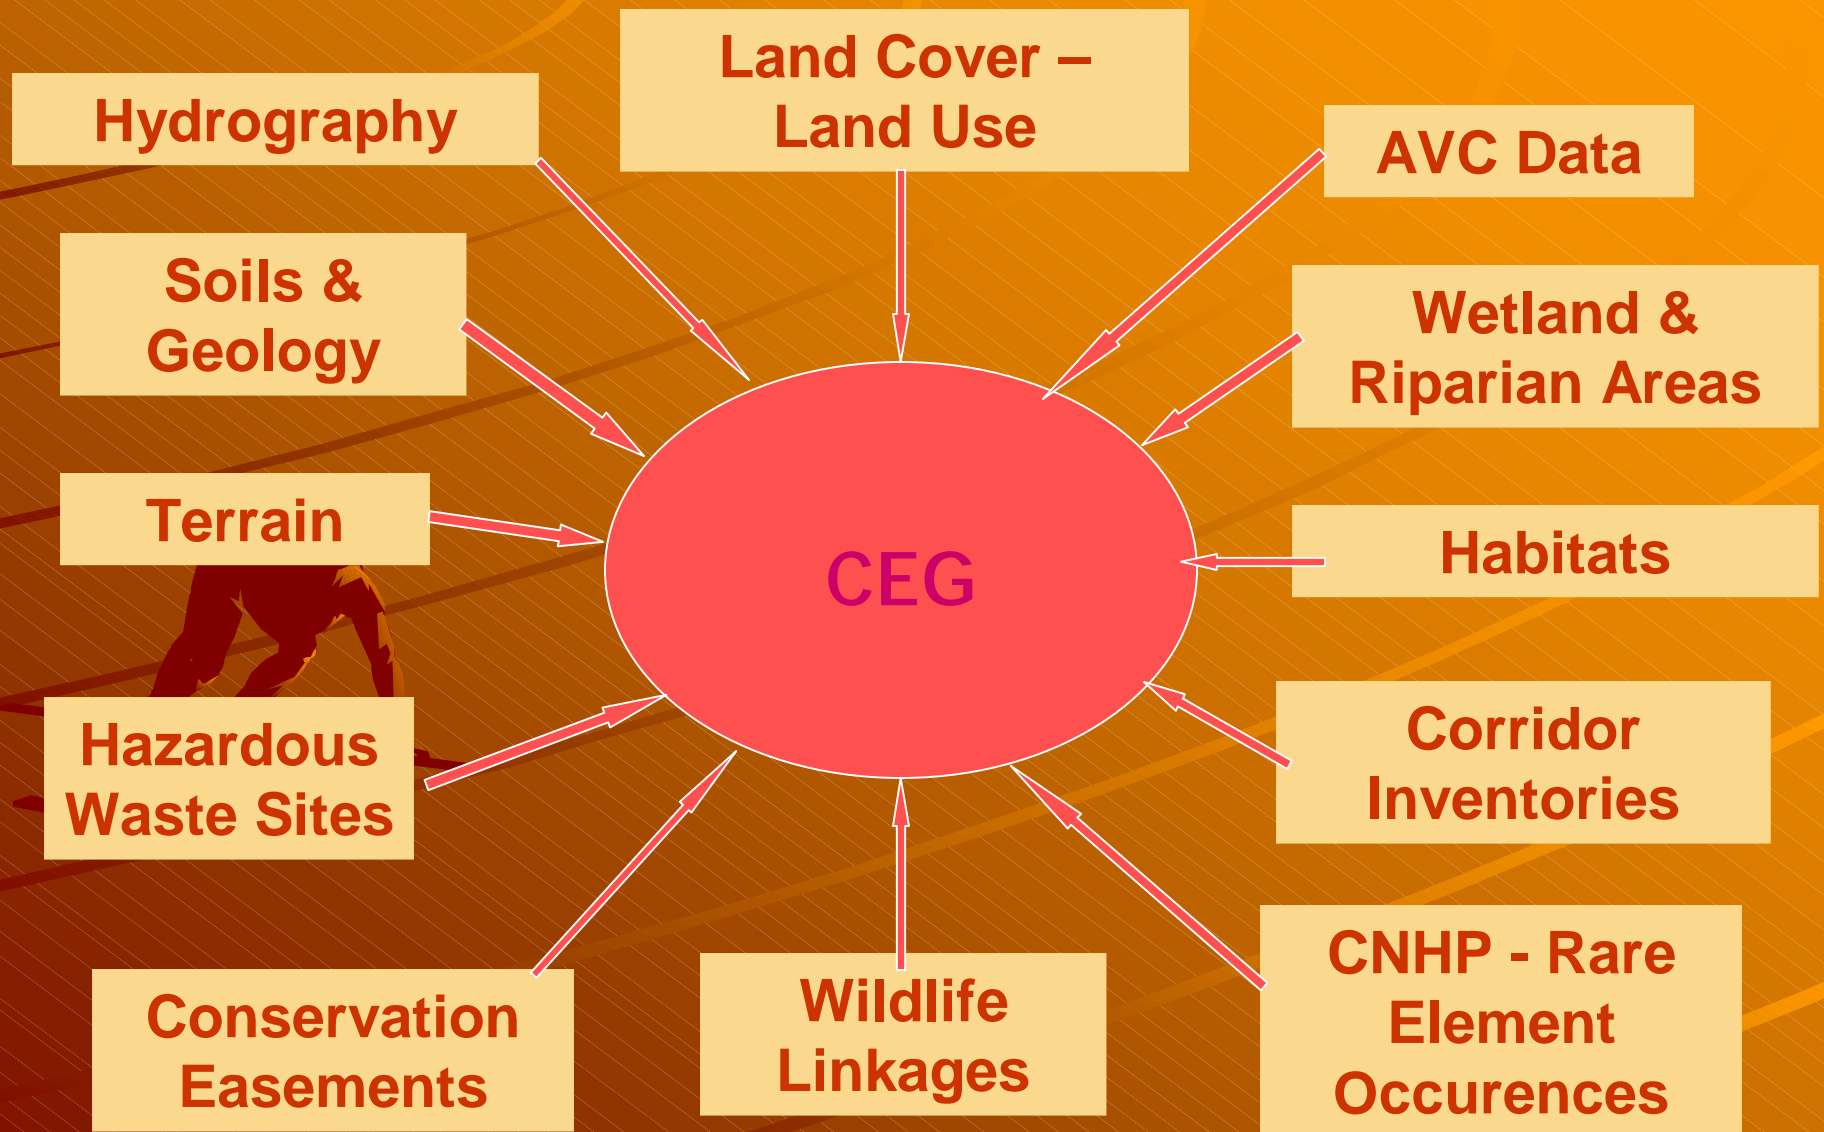 Land Cover –
Land Use
Hydrography
AVC Data
Soils &
Geology
Wetland &
Riparian Areas
Terrain
CEG
Habitats
Hazardous
Waste Sites
Corridor
Inventories
Conservation
Easements
Wildlife
Linkages
CNHP - Rare
Element
Occurences